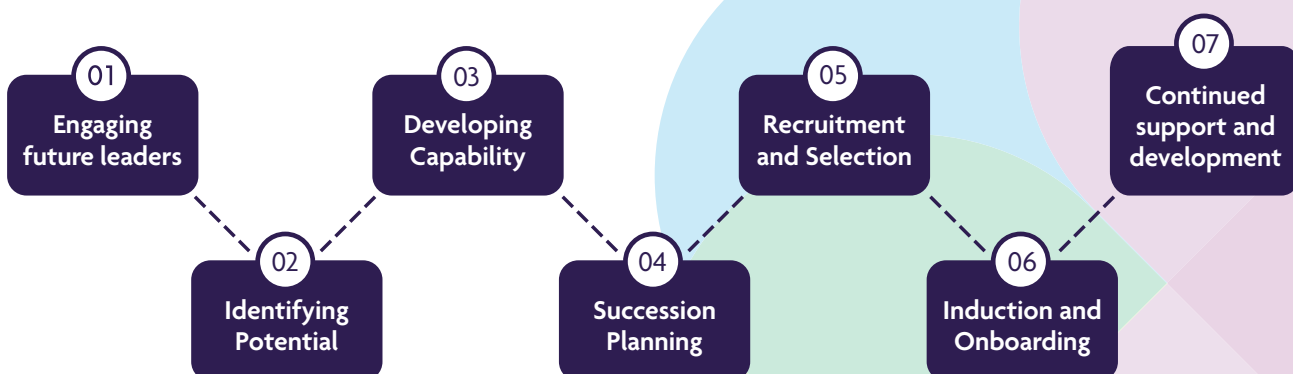 01
Engaging
future leaders
02
Identifying
Potential
03
Developing
Capability
04
Succession
Planning
05
Recruitment
and Selection
06
Induction and
Onboarding
07
Continued
support and
development